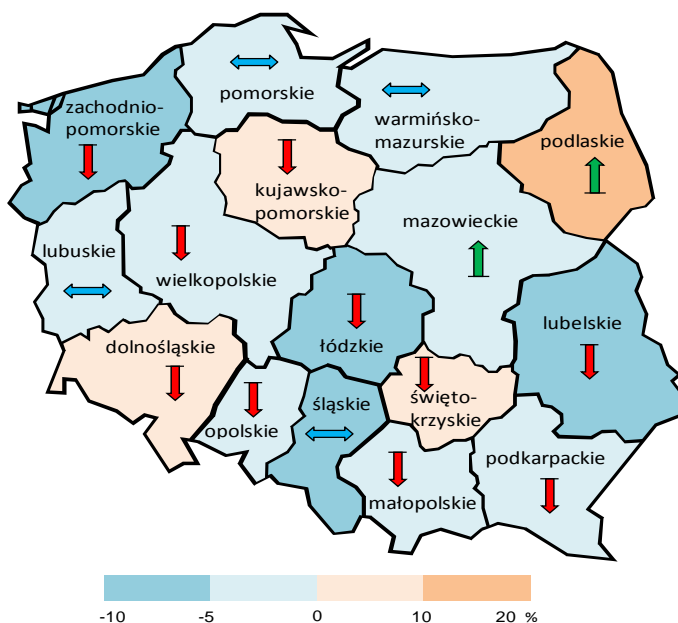 zachodnio-
pomorskie
pomorskie
warmińsko-
mazurskie
podlaskie
kujawsko-
pomorskie
mazowieckie
lubuskie
wielkopolskie
lubelskie
dolnośląskie
łódzkie
śląskie
święto-
krzyskie
opolskie
podkarpackie
małopolskie
-10 -5 0 10 20 %